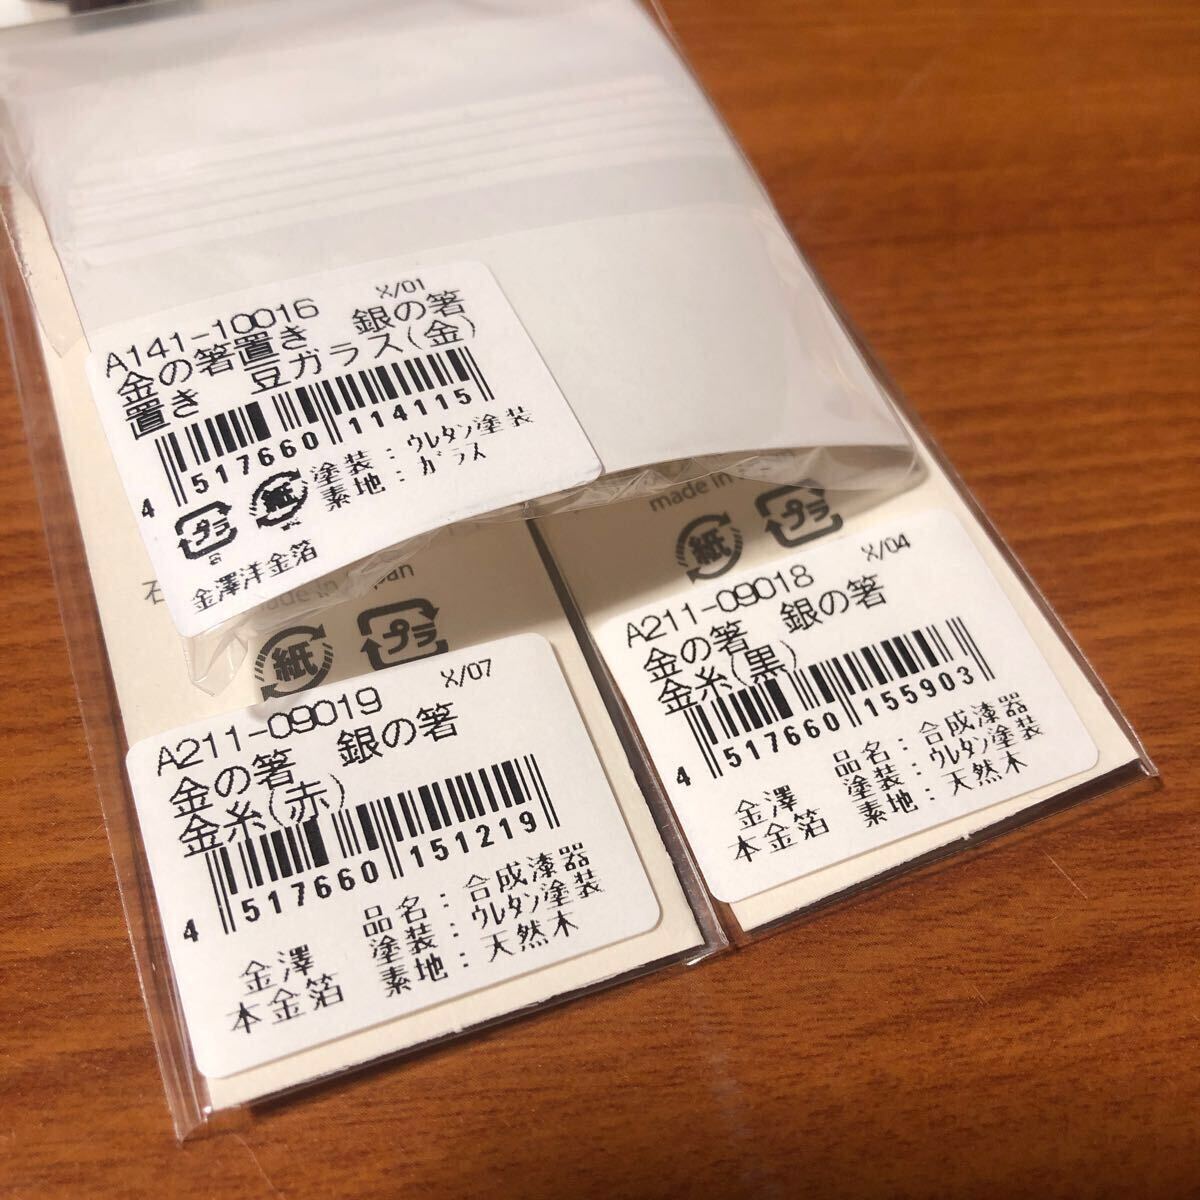 A141-10016 X/01
金の箸置き 銀の箸
置き 豆ガラス(金)
4 517660 114115
塗装：ウレタン塗装
素地：ガラス
プラ
紙
金澤洋金箔
made in
紙
プラ
A211-09018 X/04
金の箸 銀の箸
金糸(黒)
4 517660 155903
品名：合成漆器
金澤 塗装：ウレタン塗装
本金箔 素地：天然木
石
made in Japan
紙
プラ
A211-09019 X/07
金の箸 銀の箸
金糸(赤)
4 517660 151219
品名：合成漆器
金澤 塗装：ウレタン塗装
本金箔 素地：天然木